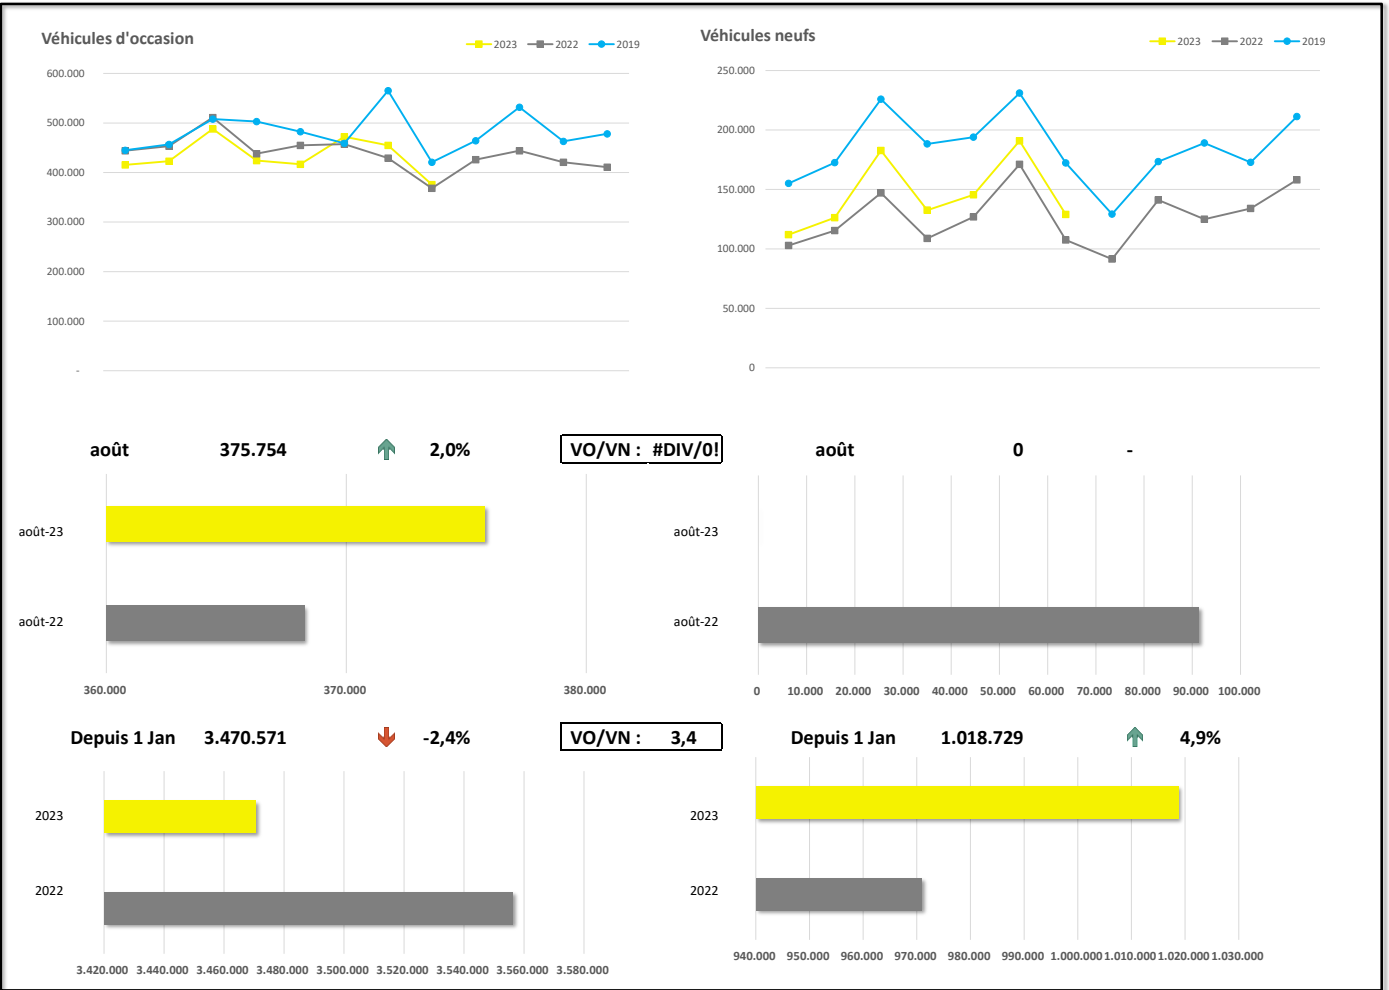 Véhicules d'occasion
2023 2022 2019
600.000
500.000
400.000
300.000
200.000
100.000
-
Véhicules neufs
2023 2022 2019
250.000
200.000
150.000
100.000
50.000
0
août 375.754 2,0%
VO/VN : #DIV/0!
août 0 -
août-23
août-22
360.000 370.000 380.000
août-23
août-22
0 10.000 20.000 30.000 40.000 50.000 60.000 70.000 80.000 90.000 100.000
Depuis 1 Jan 3.470.571 -2,4%
VO/VN : 3,4
Depuis 1 Jan 1.018.729 4,9%
2023
2022
3.420.000 3.440.000 3.460.000 3.480.000 3.500.000 3.520.000 3.540.000 3.560.000 3.580.000
2023
2022
940.000 950.000 960.000 970.000 980.000 990.000 1.000.000 1.010.000 1.020.000 1.030.000